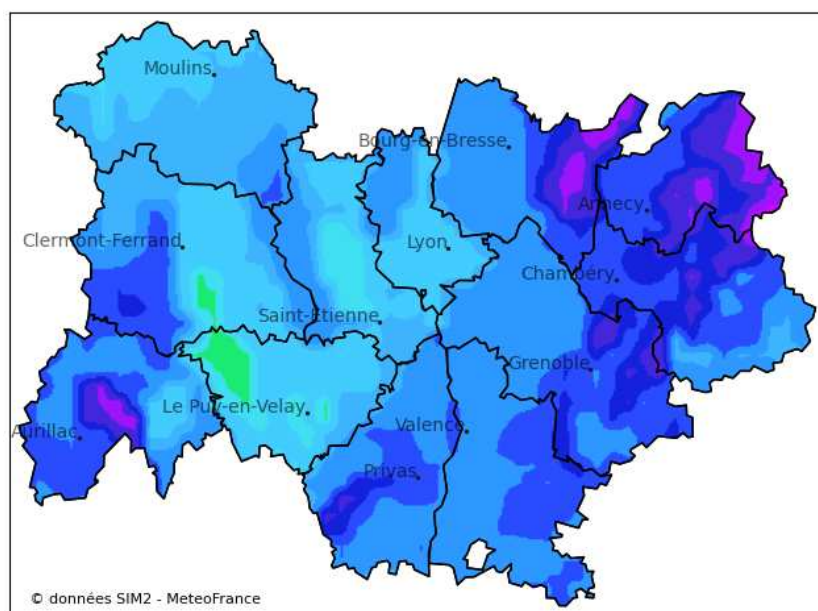 Moulins
Bourg-en-Bresse
Annecy
Clermont-Ferrand
Lyon
Chambéry
Saint-Etienne
Grenoble
Le Puy-en-Velay
Aurillac
Valence
Privas
© données SIM2 - MeteoFrance